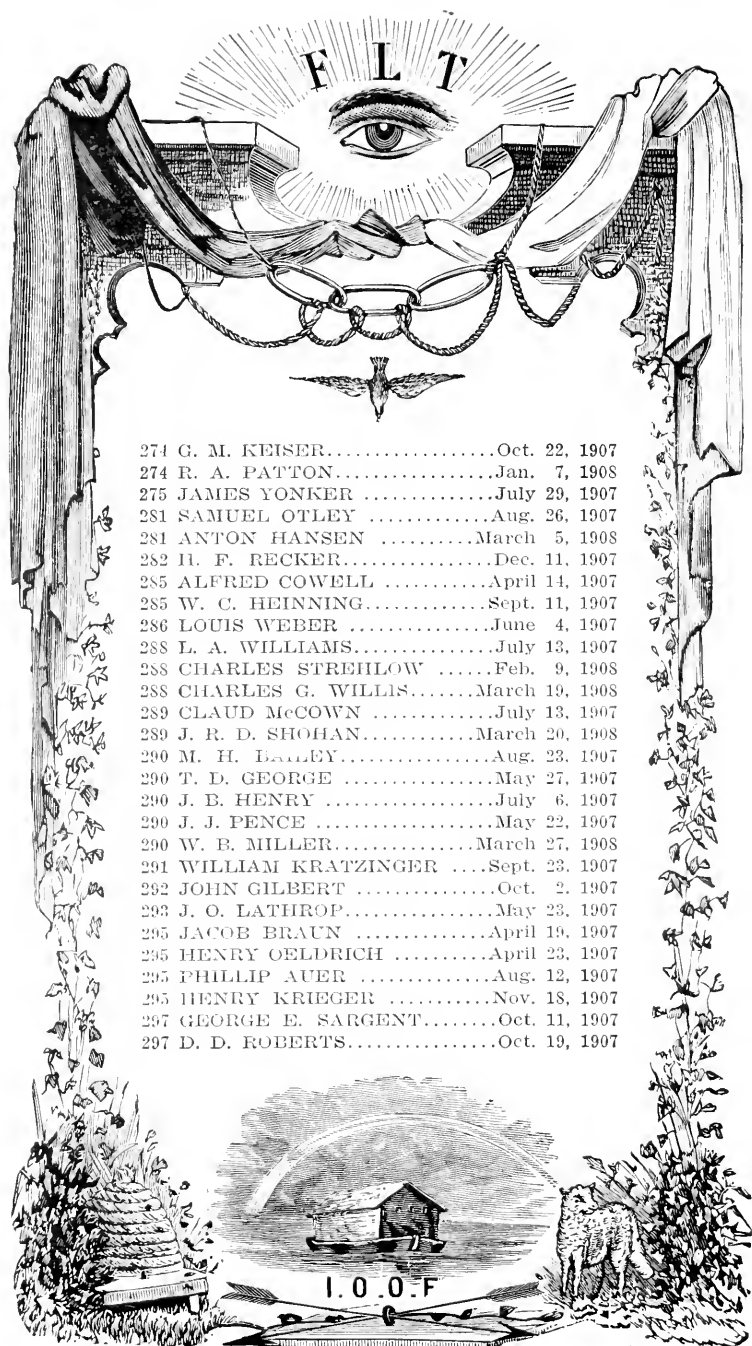 F L T
274 G. M. KEISER..................Oct. 22, 1907
274 R. A. PATTON.................Jan. 7, 1908
275 JAMES YONKER ..............July 29, 1907
281 SAMUEL OTLEY .............Aug. 26, 1907
281 ANTON HANSEN ..........March 5, 1908
282 H. F. RECKER................Dec. 11, 1907
285 ALFRED COWELL ...........April 14, 1907
285 W. C. HEINNING.............Sept. 11, 1907
286 LOUIS WEBER ...............June 4, 1907
288 L. A. WILLIAMS..............July 13, 1907
288 CHARLES STREHLOW ......Feb. 9, 1908
288 CHARLES G. WILLIS.......March 19, 1908
289 CLAUD McCOWN .............July 13, 1907
289 J. R. D. SHOHAN.............March 20, 1908
290 M. H. BAILEY.................Aug. 23, 1907
290 T. D. GEORGE ................May 27, 1907
290 J. B. HENRY ..................July 6, 1907
290 J. J. PENCE ...................May 22, 1907
290 W. B. MILLER................March 27, 1908
291 WILLIAM KRATZINGER ....Sept. 23, 1907
292 JOHN GILBERT ...............Oct. 2, 1907
293 J. O. LATHROP................May 23, 1907
295 JACOB BRAUN ..............April 19, 1907
295 HENRY OELDRICH ..........April 23, 1907
295 PHILLIP AUER ...............Aug. 12, 1907
295 HENRY KRIEGER ...........Nov. 18, 1907
297 GEORGE E. SARGENT........Oct. 11, 1907
297 D. D. ROBERTS................Oct. 19, 1907
I.O.O.F